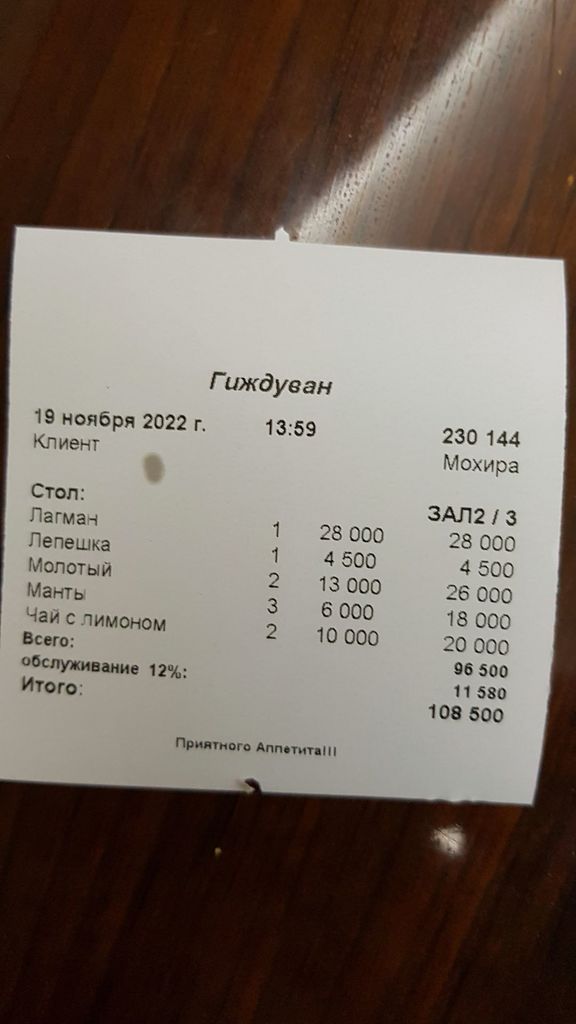 Гиждуван
19 ноября 2022 г. 13:59 230 144
Клиент Мохира
Стол: ЗАЛ2 / 3
Лагман 1 28 000 28 000
Лепешка 1 4 500 4 500
Молотый 2 13 000 26 000
Манты 3 6 000 18 000
Чай с лимоном 2 10 000 20 000
Всего: 96 500
обслуживание 12%: 11 580
Итого: 108 500
Приятного Аппетита!!!